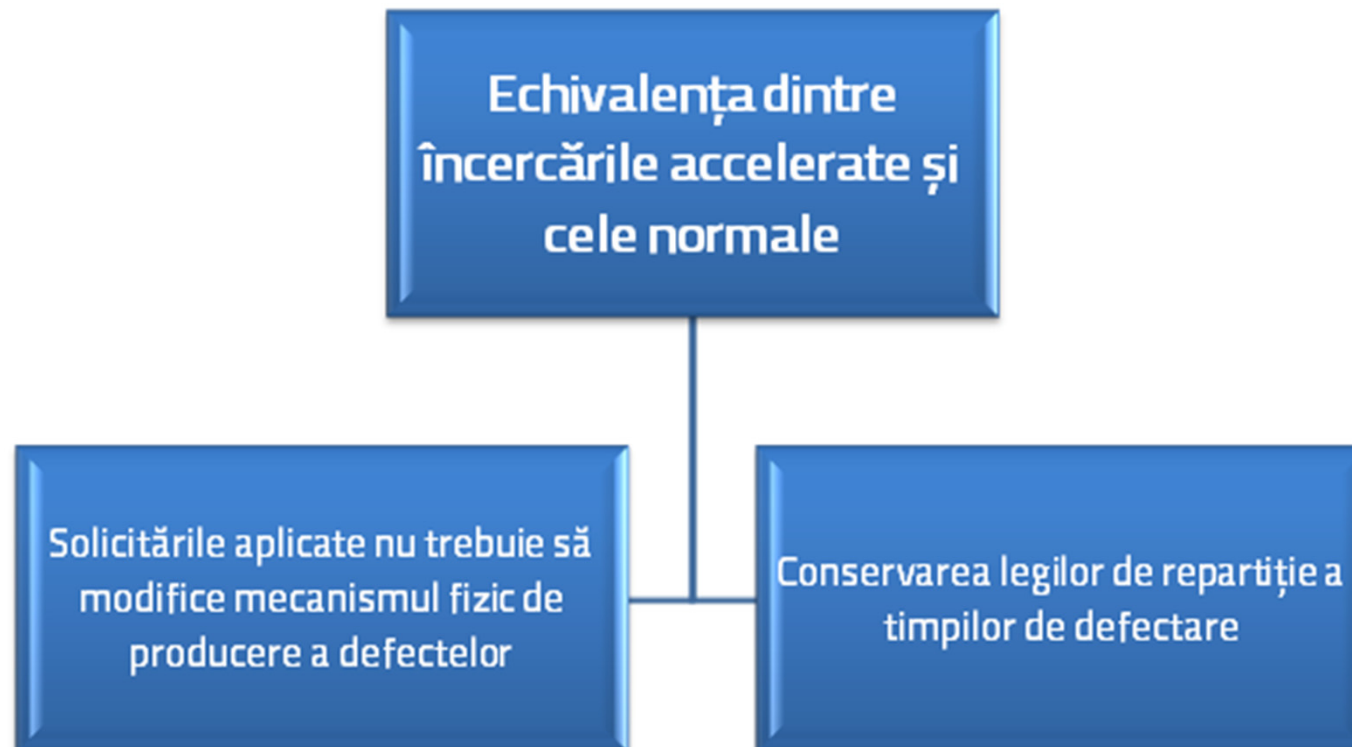 Echivalența dintre
încercările accelerate și
cele normale
Solicitările aplicate nu trebuie să
modifice mecanismul fizic de
producere a defectelor
Conservarea legilor de repartiție a
timpilor de defectare